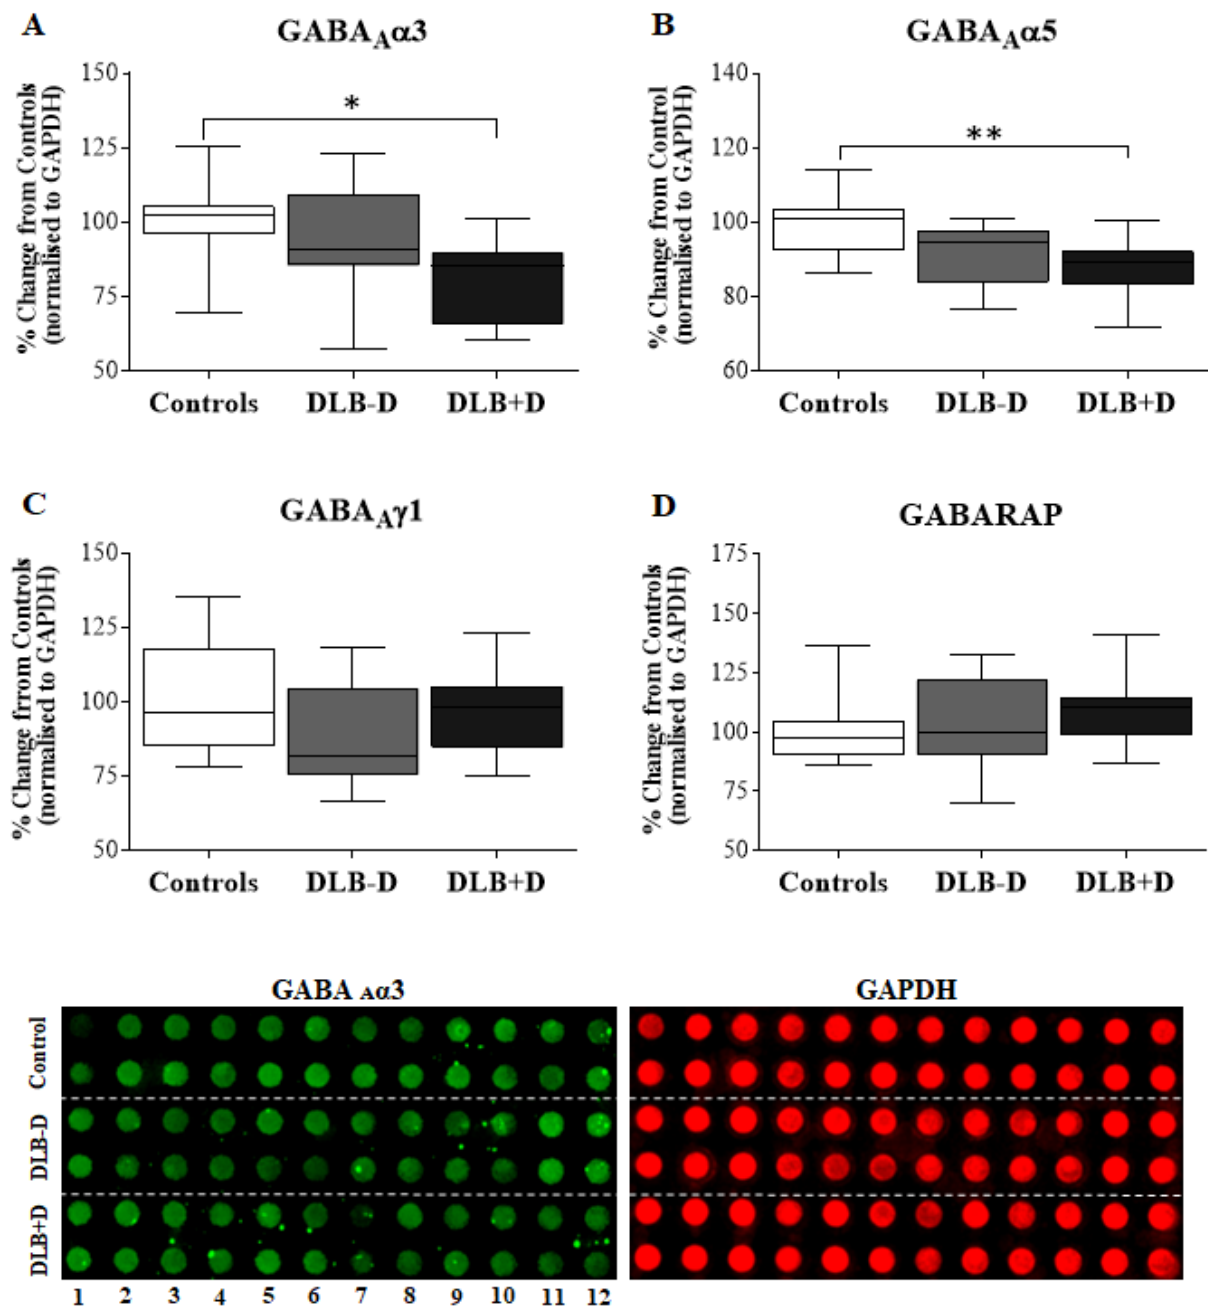 A
GABAAα3
% Change from Controls
(normalised to GAPDH)
150
125
100
75
50
*
Controls DLB-D DLB+D
B
GABAAα5
% Change from Control
(normalised to GAPDH)
140
120
100
80
60
**
Controls DLB-D DLB+D
C
GABAAγ1
% Change frrom Controls
(normalised to GAPDH)
150
125
100
75
50
Controls DLB-D DLB+D
D
GABARAP
% Change from Controls
(normalised to GAPDH)
175
150
125
100
75
50
Controls DLB-D DLB+D
GABA Aα3
GAPDH
Control
DLB-D
DLB+D
1 2 3 4 5 6 7 8 9 10 11 12